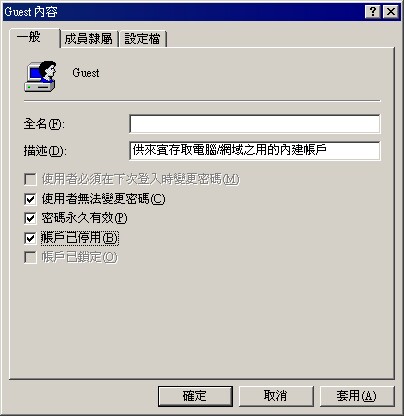 Guest 內容
一般 成員隸屬 設定檔
Guest
全名(F):
描述(D): 供來賓存取電腦/網域之用的內建帳戶
使用者必須在下次登入時變更密碼(M)
使用者無法變更密碼(C)
密碼永久有效(P)
帳戶已停用(B)
帳戶已鎖定(O)
確定 取消 套用(A)